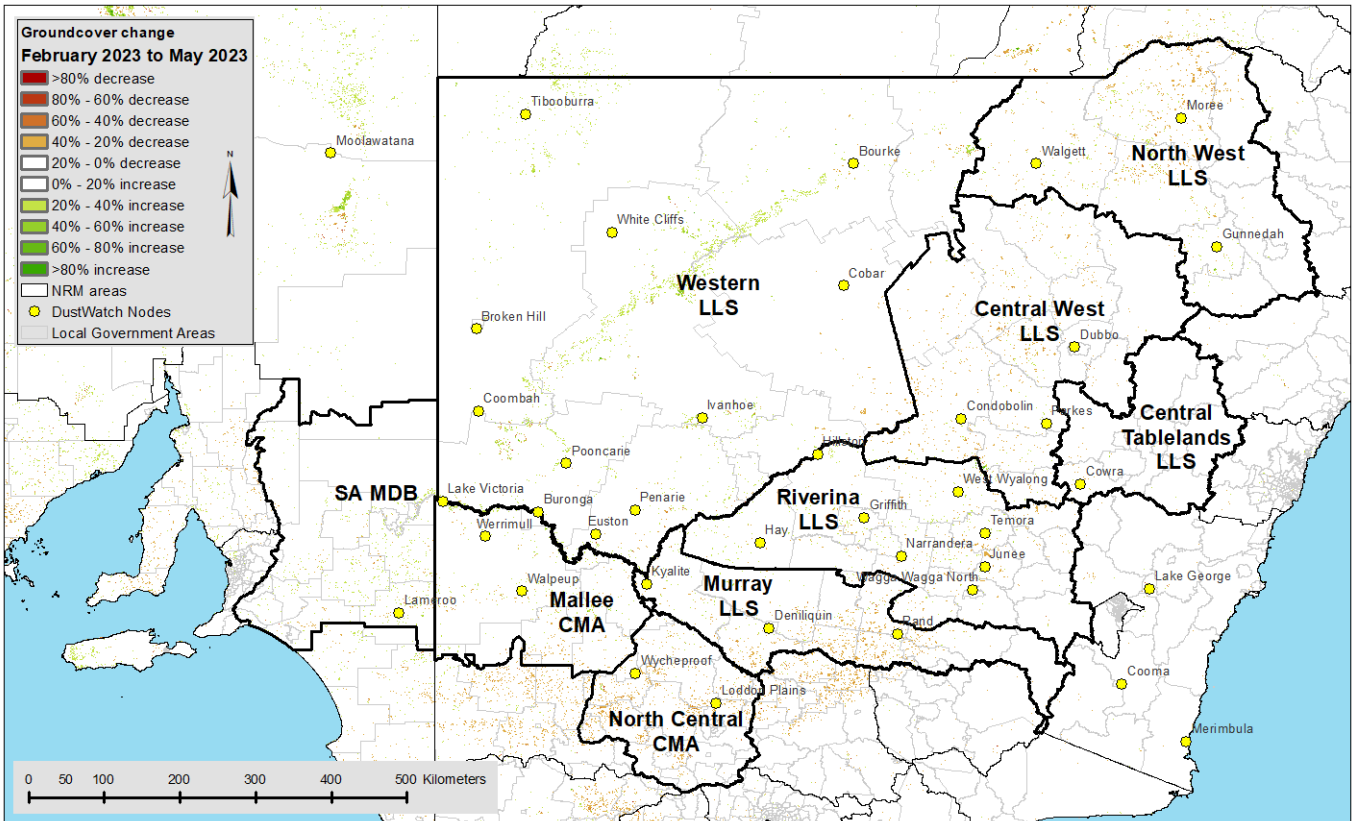 Groundcover change
February 2023 to May 2023
>80% decrease
80% - 60% decrease
60% - 40% decrease
40% - 20% decrease
20% - 0% decrease
0% - 20% increase
20% - 40% increase
40% - 60% increase
60% - 80% increase
>80% increase
NRM areas
DustWatch Nodes
Local Government Areas
N
Tibooburra
Moolawatana
Moree
Bourke
Walgett
North West
LLS
White Cliffs
Gunnedah
Cobar
Western
LLS
Central West
LLS
Broken Hill
Dubbo
Coombah
Ivanhoe
Condobolin
Parkes
Central
Tablelands
LLS
Hillston
Pooncarie
Cowra
SA MDB
Lake Victoria
Buronga
Penarie
Riverina
LLS
West Wyalong
Griffith
Werrimull
Euston
Hay
Temora
Narrandera
Junee
Kyalite
Wagga Wagga North
Lake George
Walpeup
Murray
LLS
Mallee
CMA
Lameroo
Deniliquin
Rand
Wycheproof
Cooma
Loddon Plains
North Central
CMA
Merimbula
0 50 100 200 300 400 500 Kilometers